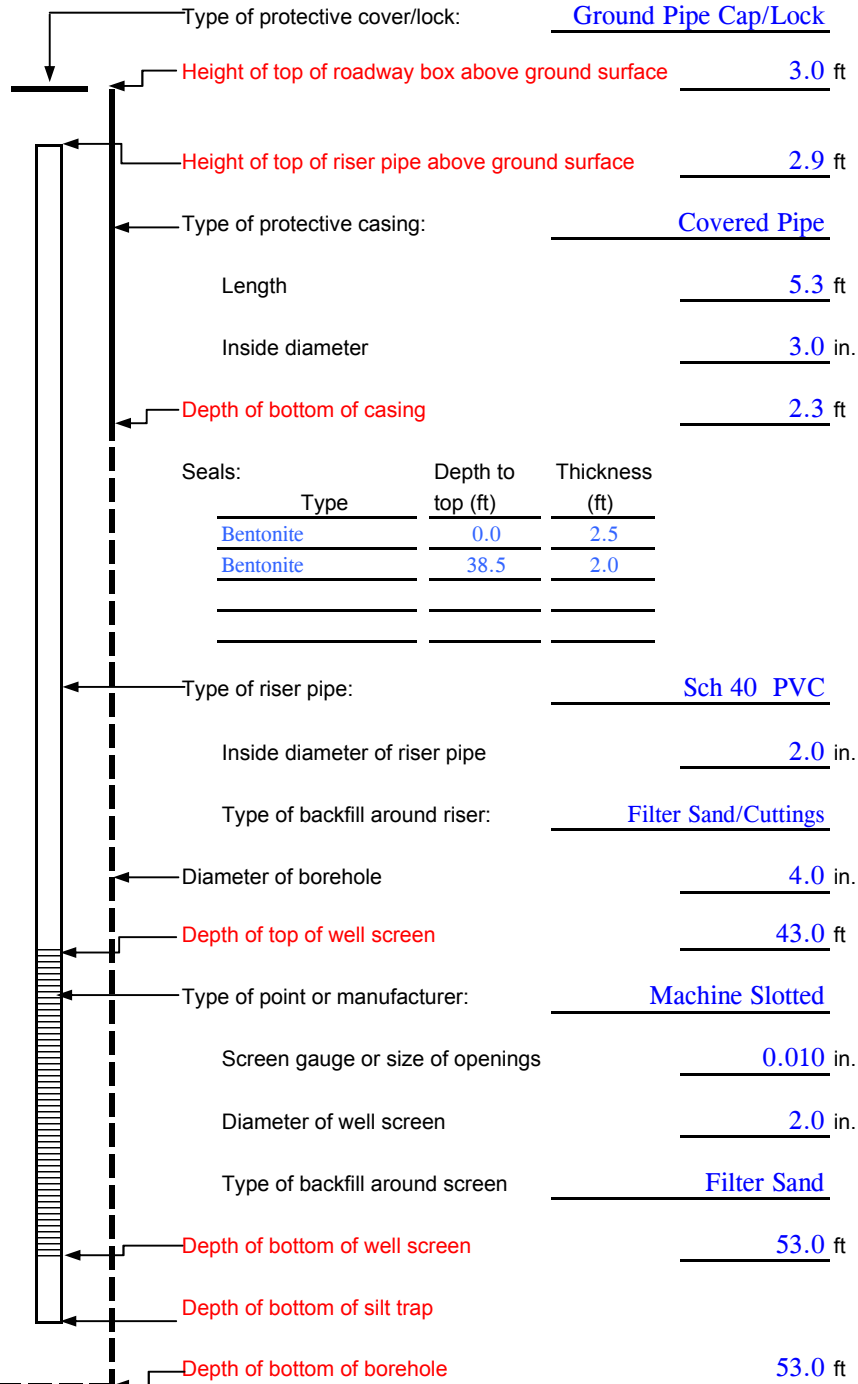 Type of protective cover/lock: Ground Pipe Cap/Lock
Height of top of roadway box above ground surface 3.0 ft
Height of top of riser pipe above ground surface 2.9 ft
Type of protective casing: Covered Pipe
Length 5.3 ft
Inside diameter 3.0 in.
Depth of bottom of casing 2.3 ft
Seals: Depth to Thickness
Type top (ft) (ft)
Bentonite 0.0 2.5
Bentonite 38.5 2.0
Type of riser pipe: Sch 40 PVC
Inside diameter of riser pipe 2.0 in.
Type of backfill around riser: Filter Sand/Cuttings
Diameter of borehole 4.0 in.
Depth of top of well screen 43.0 ft
Type of point or manufacturer: Machine Slotted
Screen gauge or size of openings 0.010 in.
Diameter of well screen 2.0 in.
Type of backfill around screen Filter Sand
Depth of bottom of well screen 53.0 ft
Depth of bottom of silt trap
Depth of bottom of borehole 53.0 ft